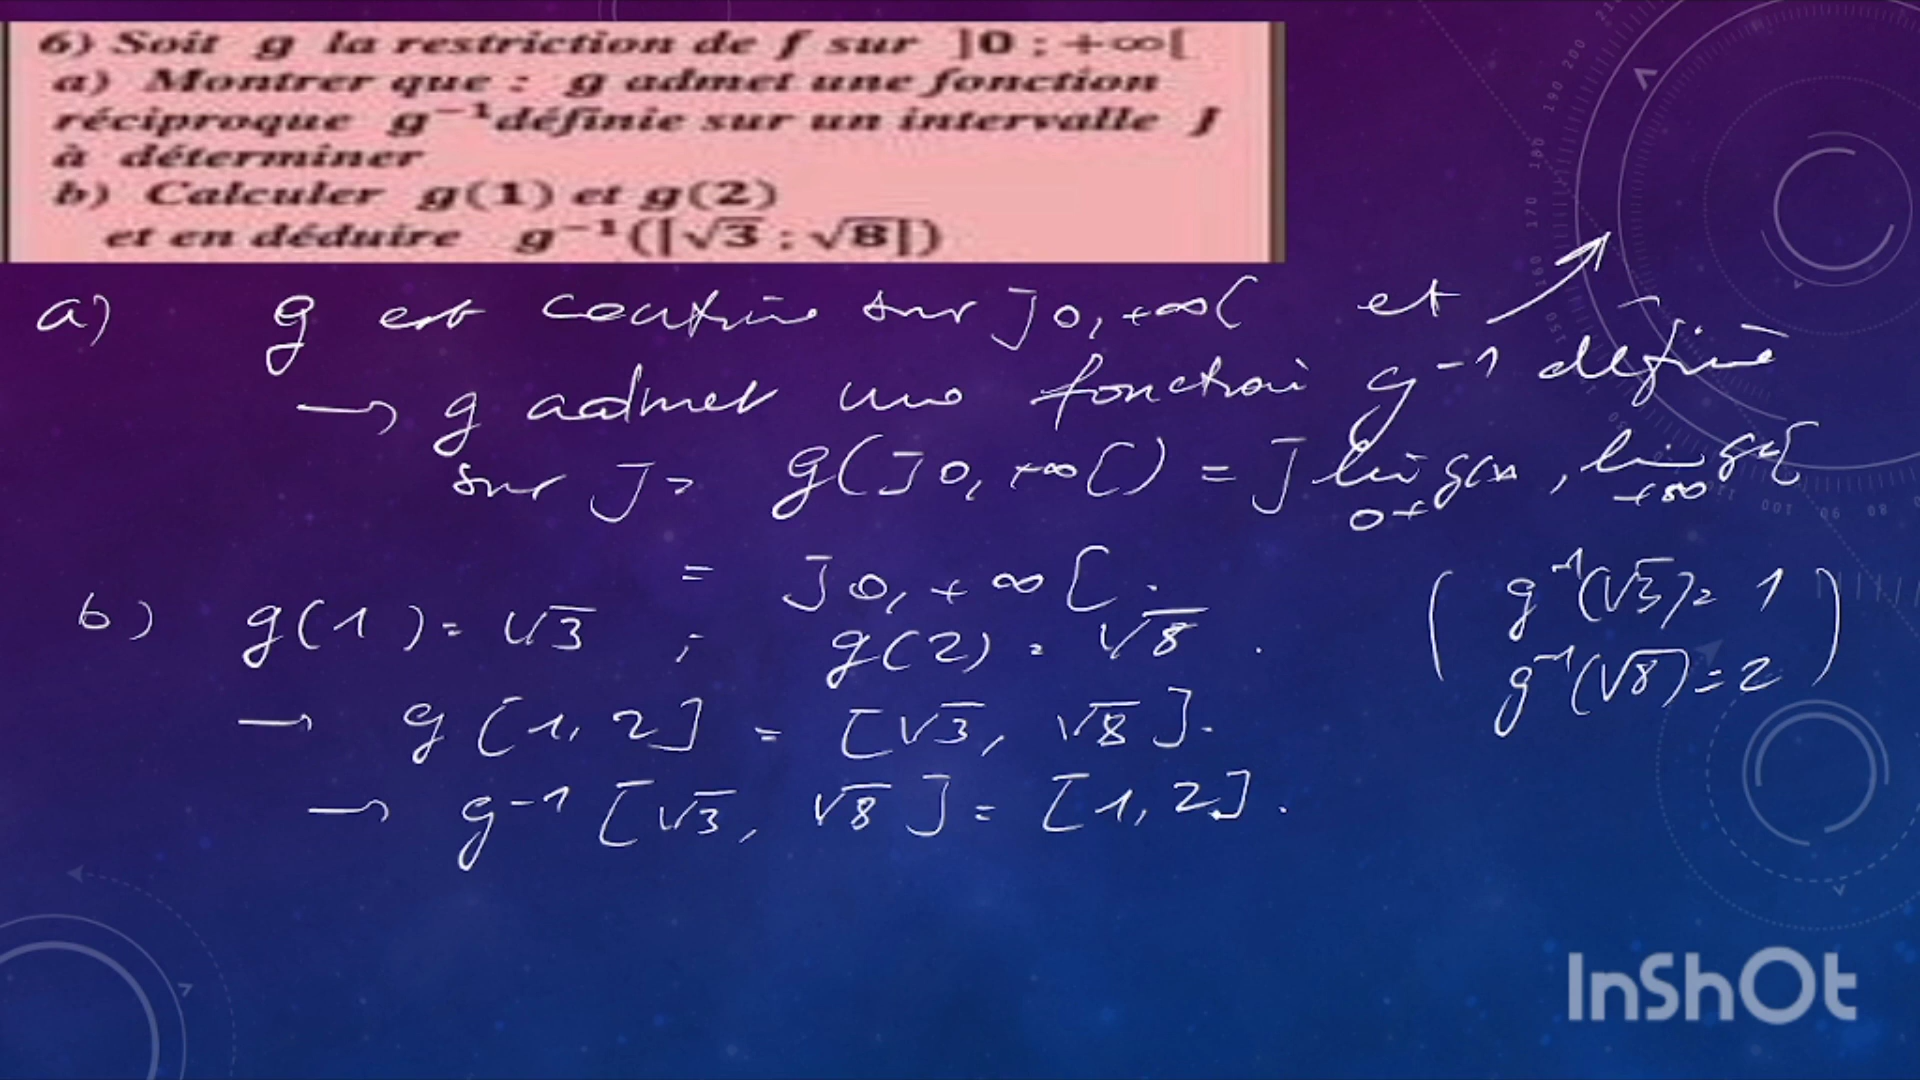 6) Soit g la restriction de f sur ]0 ; +∞[
a) Montrer que : g admet une fonction
réciproque g⁻¹ définie sur un intervalle J
à déterminer
b) Calculer g(1) et g(2)
et en déduire g⁻¹([√3 ; √8])
a) g est continue sur ]0, +∞[ et ↗
→ g admet une fonction g⁻¹ définie
sur J = g(]0, +∞[) = ]lim g(x), lim g(x)[
0+ +∞
= ]0, +∞[.
b) g(1) = √3 ; g(2) = √8 .
(g⁻¹(√3) = 1
g⁻¹(√8) = 2)
→ g[1, 2] = [√3, √8].
→ g⁻¹[√3, √8] = [1, 2].
InShOt